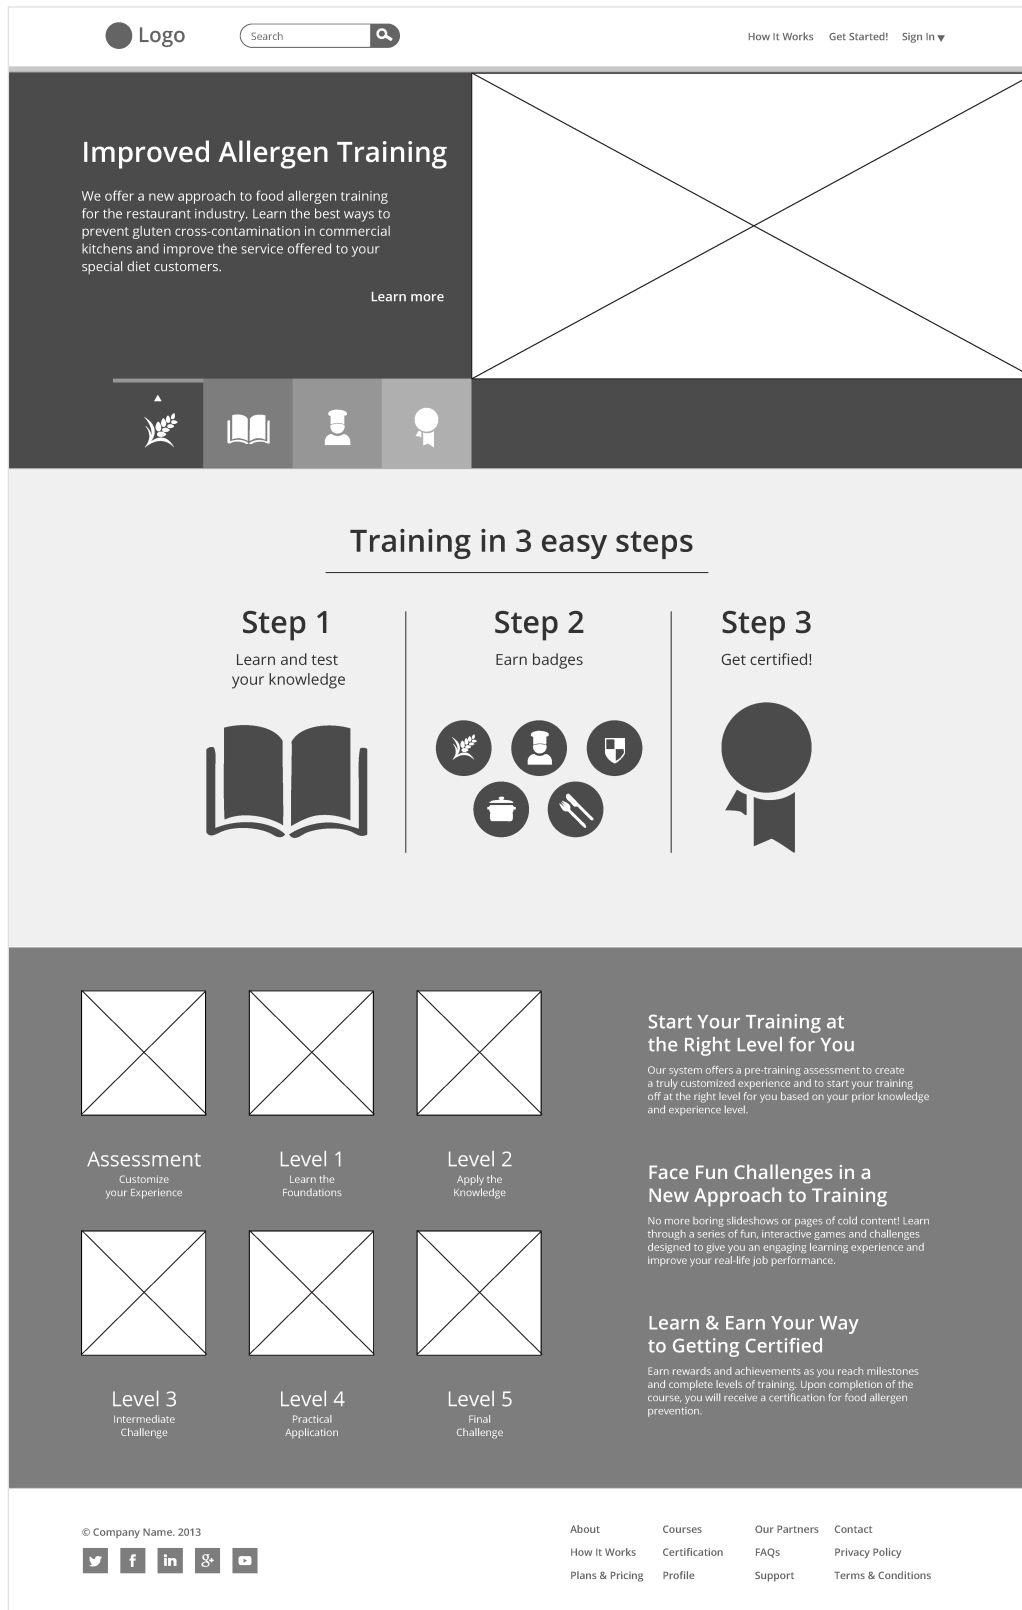 Logo
Search
How It Works
Get Started!
Sign In
Improved Allergen Training
We offer a new approach to food allergen training
for the restaurant industry. Learn the best ways to
prevent gluten cross-contamination in commercial
kitchens and improve the service offered to your
special diet customers.
Learn more
Training in 3 easy steps
Step 1
Learn and test
your knowledge
Step 2
Earn badges
Step 3
Get certified!
Assessment
Customize
your Experience
Level 1
Learn the
Foundations
Level 2
Apply the
Knowledge
Level 3
Intermediate
Challenge
Level 4
Practical
Application
Level 5
Final
Challenge
Start Your Training at
the Right Level for You
Our system offers a pre-training assessment to create
a truly customized experience and to start your training
off at the right level for you based on your prior knowledge
and experience level.
Face Fun Challenges in a
New Approach to Training
No more boring slideshows or pages of cold content! Learn
through a series of fun, interactive games and challenges
designed to give you an engaging learning experience and
improve your real-life job performance.
Learn & Earn Your Way
to Getting Certified
Earn rewards and achievements as you reach milestones
and complete levels of training. Upon completion of the
course, you will receive a certification for food allergen
prevention.
© Company Name. 2013
About
Courses
Our Partners
Contact
How It Works
Certification
FAQs
Privacy Policy
Plans & Pricing
Profile
Support
Terms & Conditions